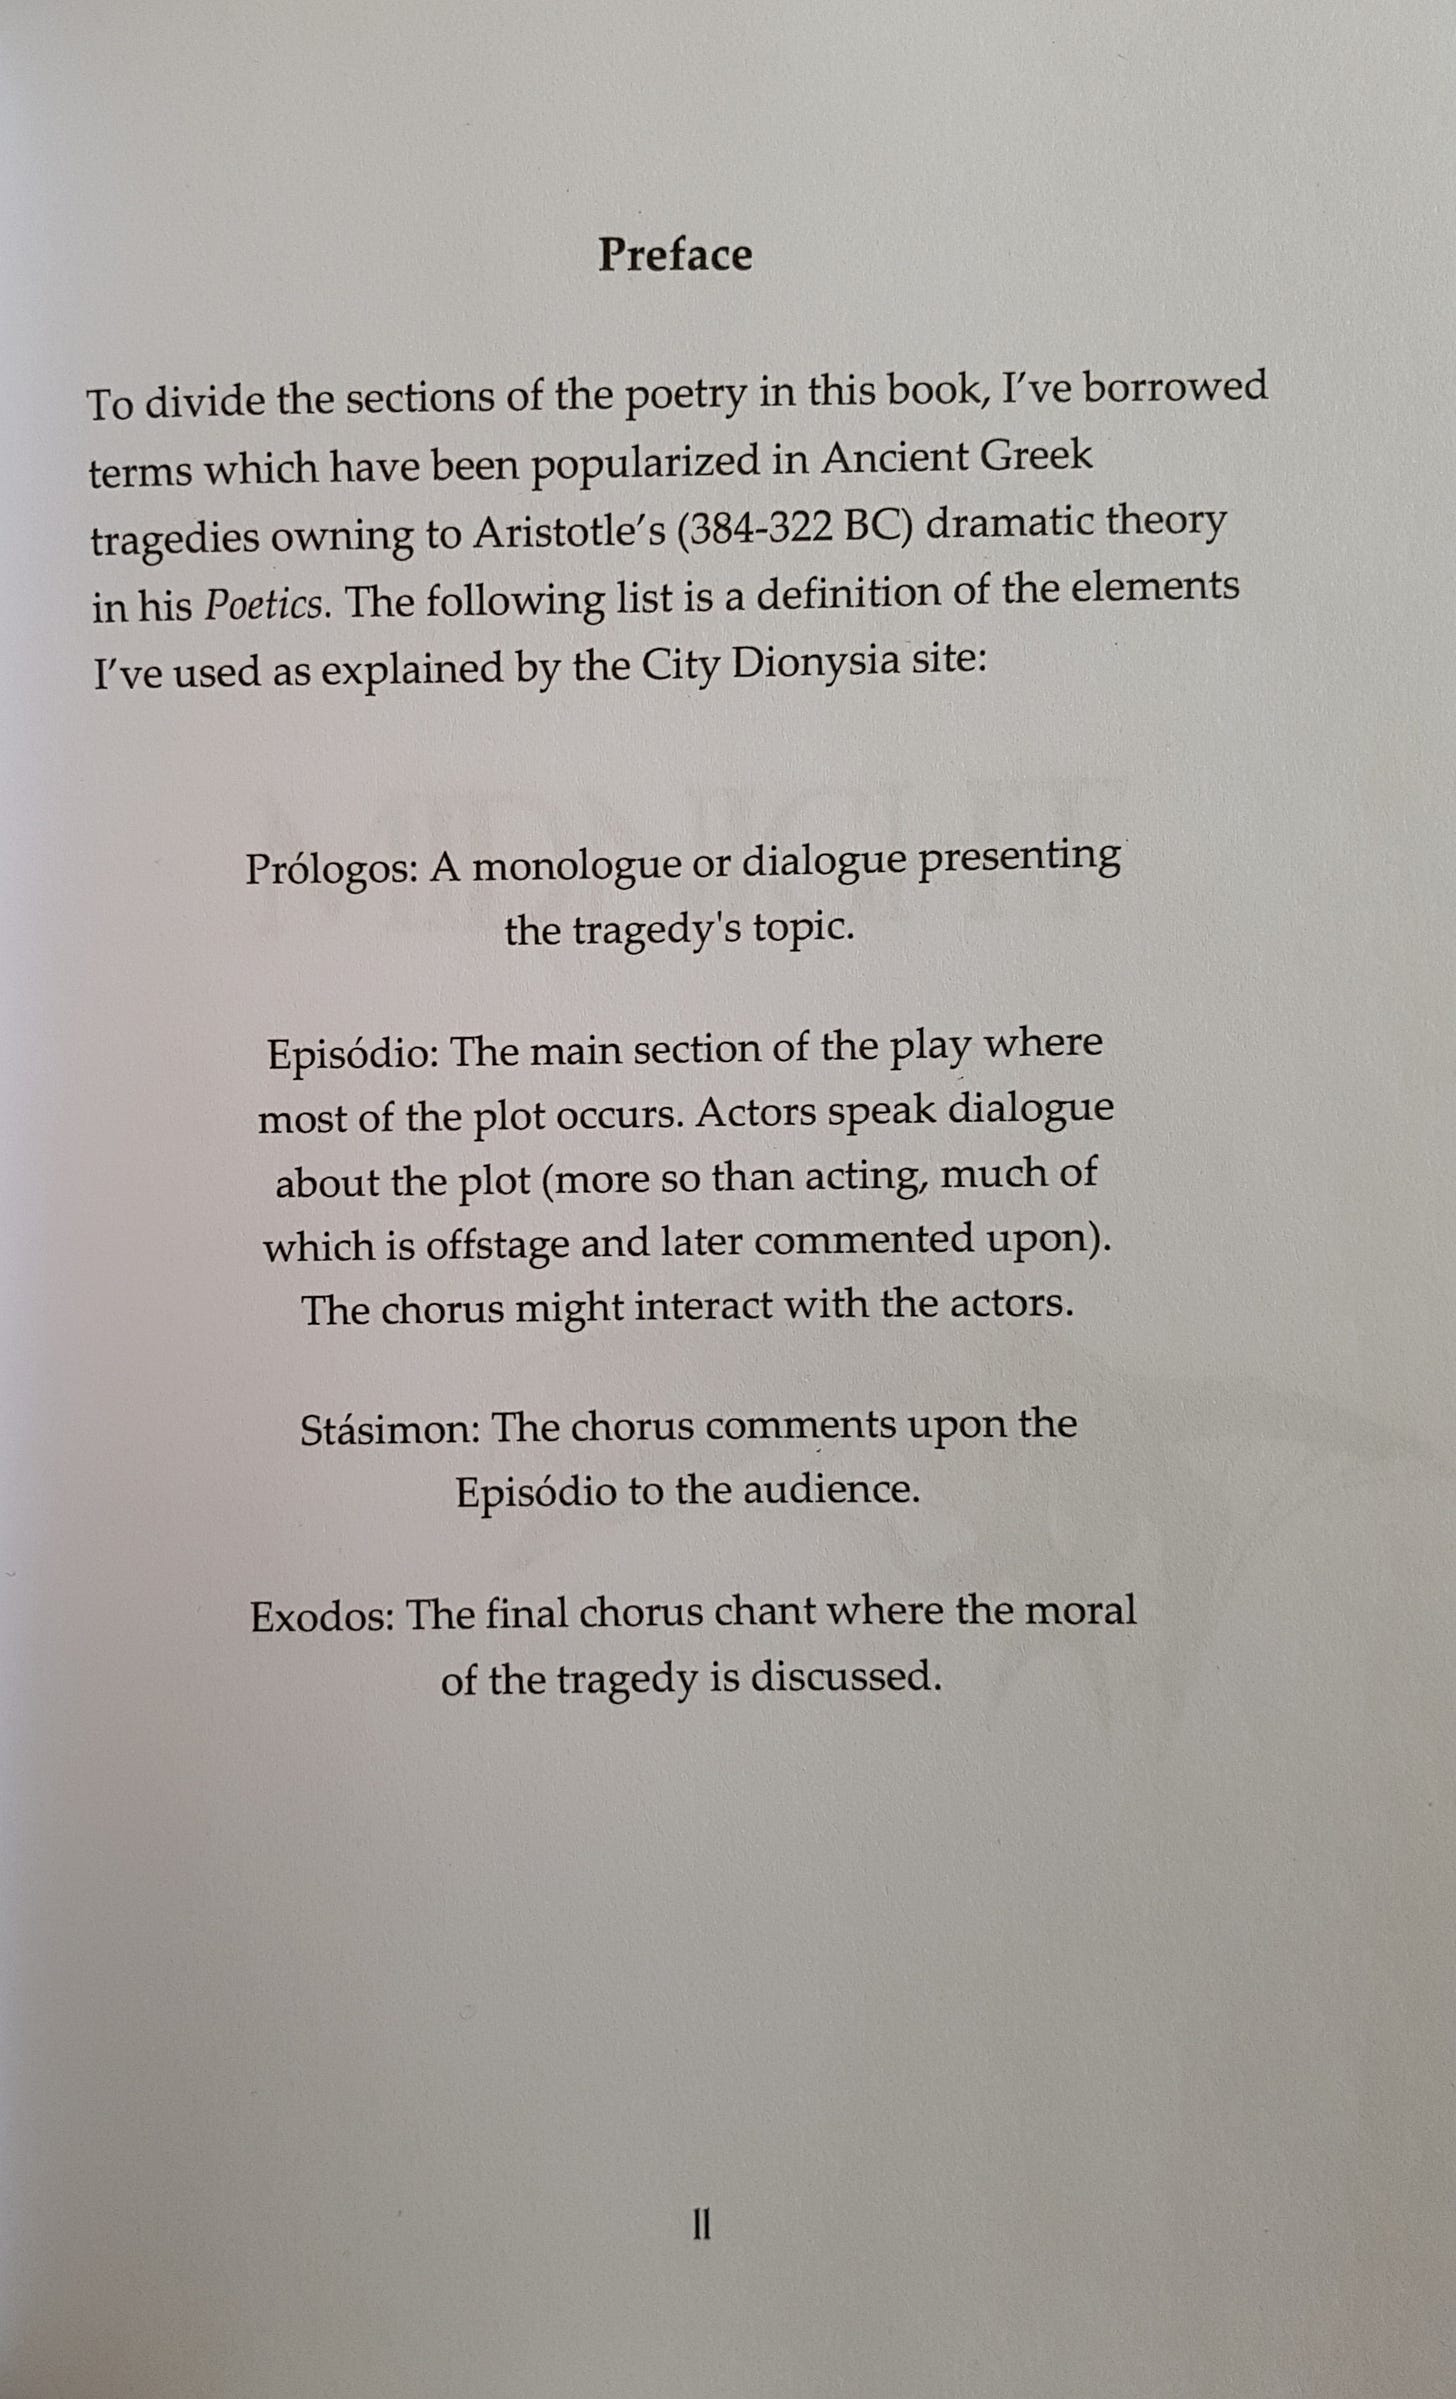 Preface
To divide the sections of the poetry in this book, I've borrowed
terms which have been popularized in Ancient Greek
tragedies owning to Aristotle's (384-322 BC) dramatic theory
in his Poetics. The following list is a definition of the elements
I've used as explained by the City Dionysia site:
Prólogos: A monologue or dialogue presenting
the tragedy's topic.
Episódio: The main section of the play where
most of the plot occurs. Actors speak dialogue
about the plot (more so than acting, much of
which is offstage and later commented upon).
The chorus might interact with the actors.
Stásimon: The chorus comments upon the
Episódio to the audience.
Exodos: The final chorus chant where the moral
of the tragedy is discussed.
II